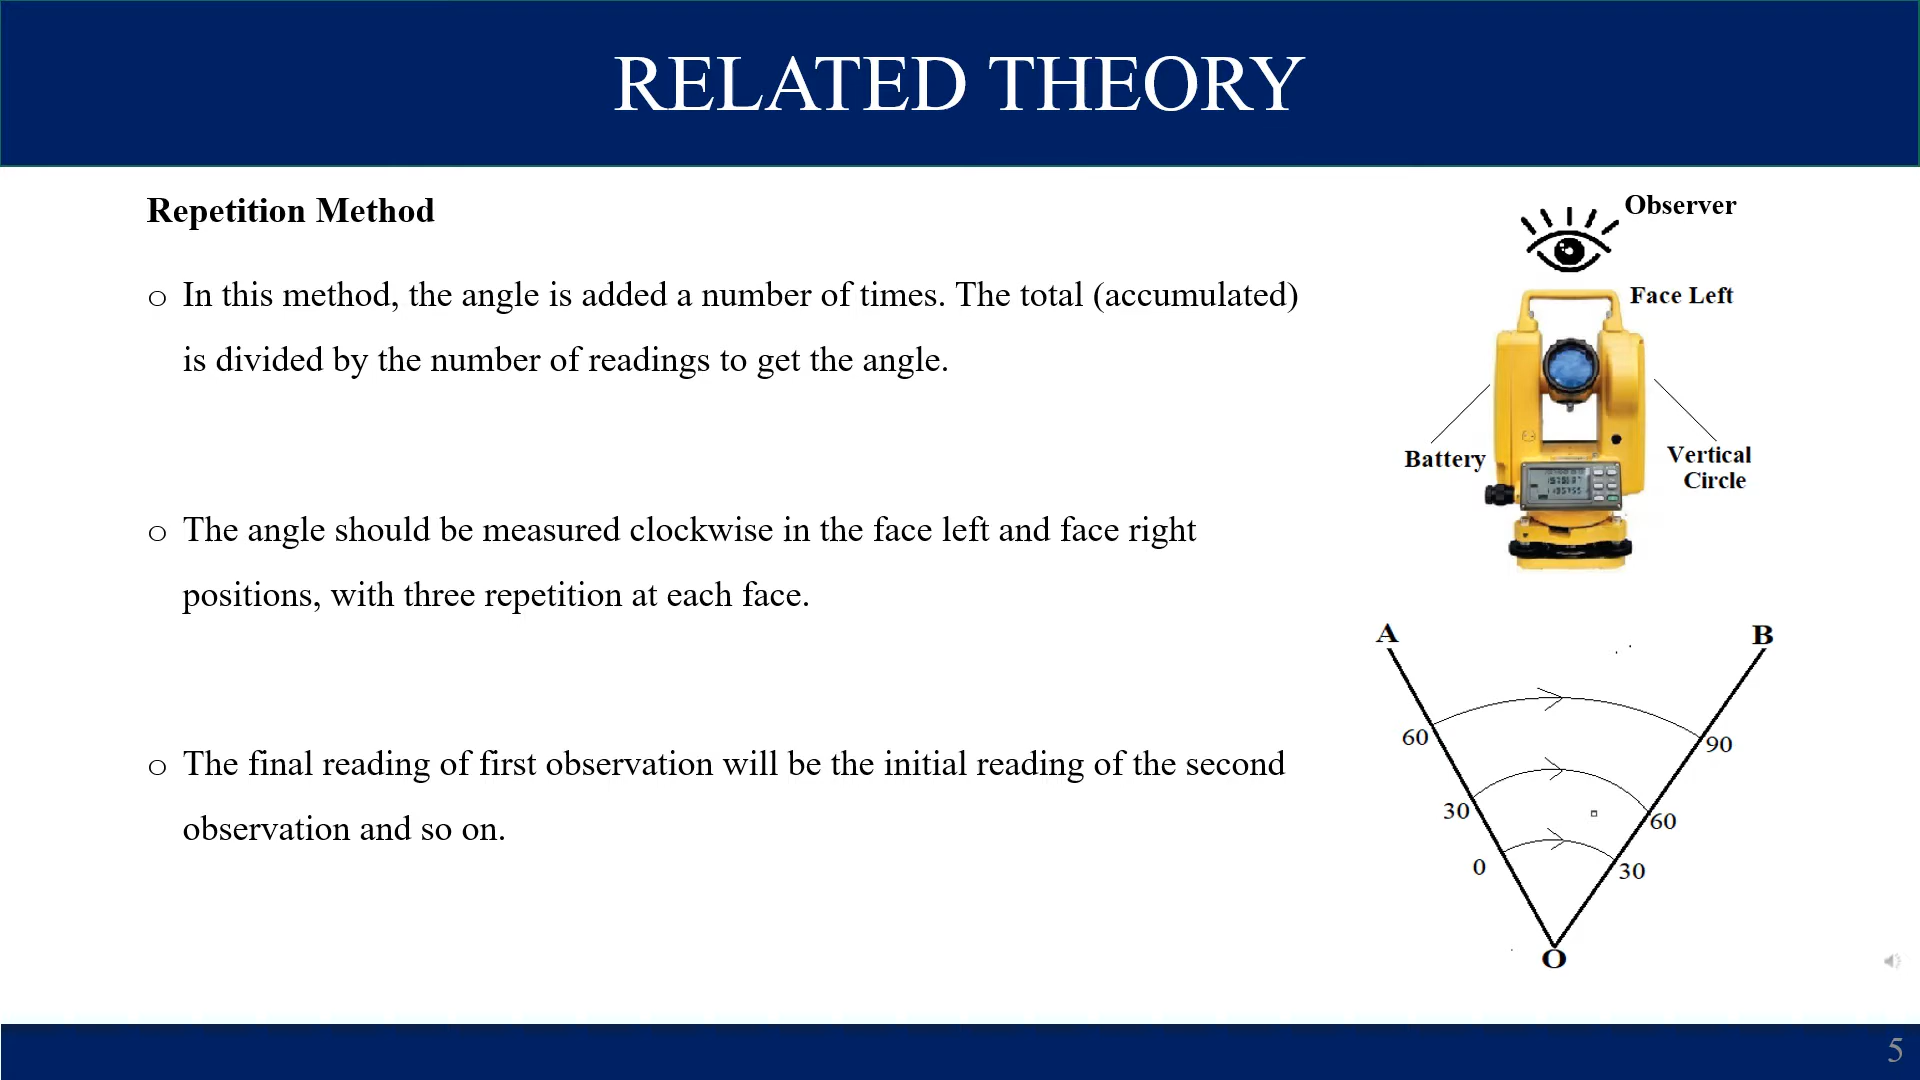 RELATED THEORY
Repetition Method
o In this method, the angle is added a number of times. The total (accumulated)
is divided by the number of readings to get the angle.
o The angle should be measured clockwise in the face left and face right
positions, with three repetition at each face.
o The final reading of first observation will be the initial reading of the second
observation and so on.
Observer
Face Left
Battery
Vertical
Circle
A
B
60
90
30
60
0
30
O
5